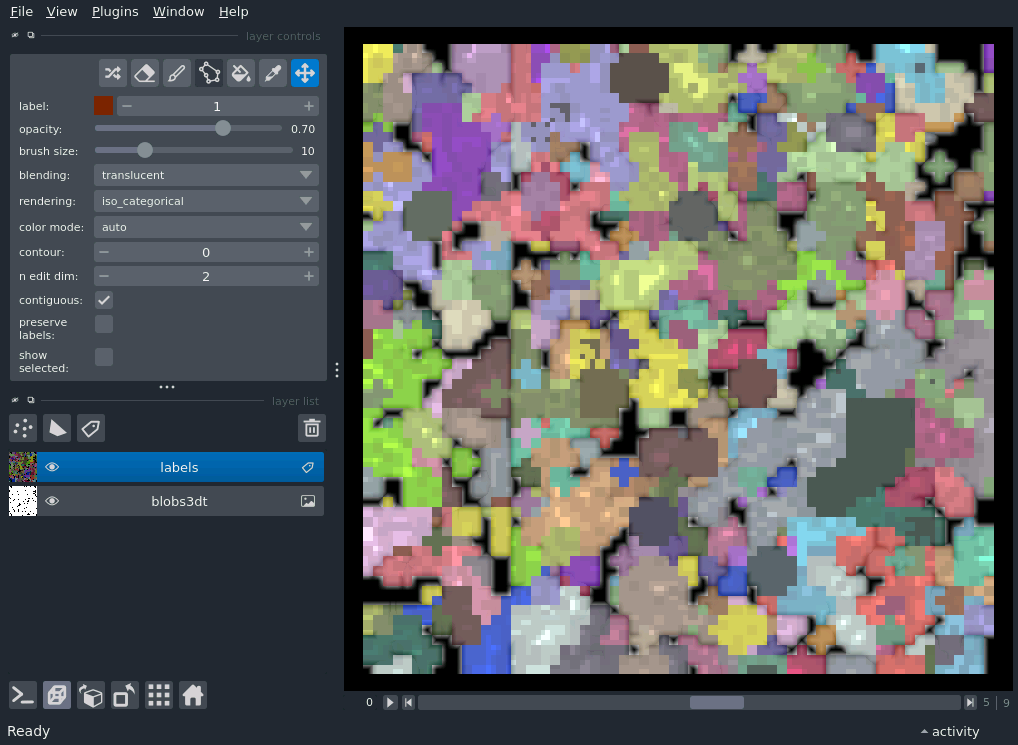 File View Plugins Window Help
layer controls
label: 1
opacity: 0.70
brush size: 10
blending: translucent
rendering: iso_categorical
color mode: auto
contour: 0
n edit dim: 2
contiguous:
preserve
labels:
show
selected:
layer list
labels
blobs3dt
0 5 9
Ready activity